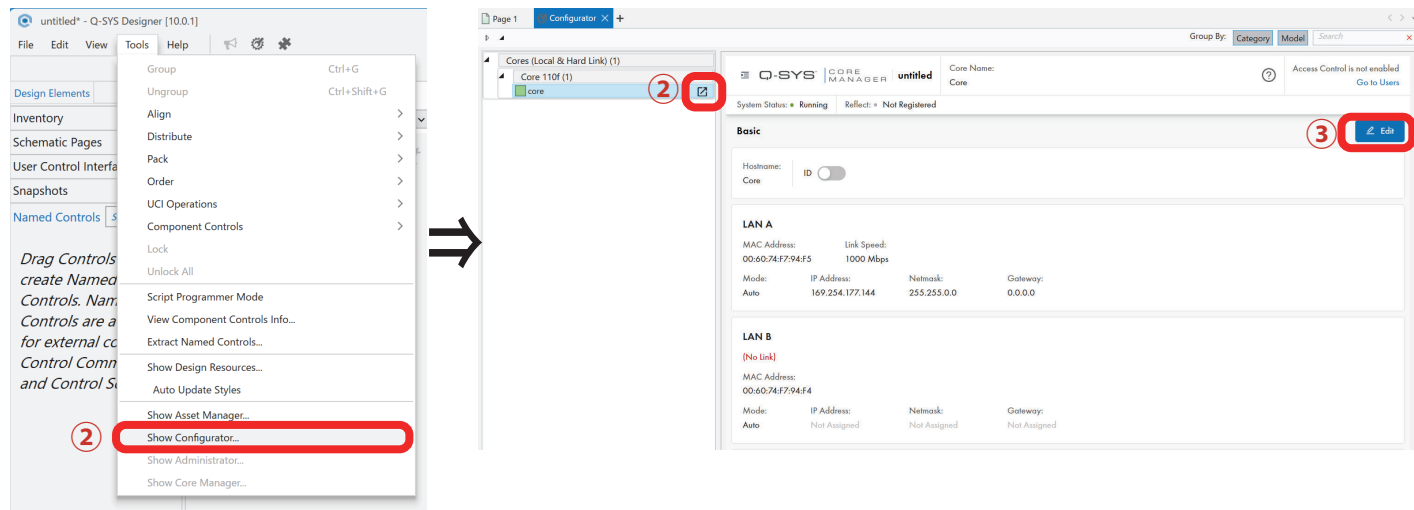 untitled* - Q-SYS Designer [10.0.1]
File Edit View Tools Help
Design Elements
Inventory
Schematic Pages
User Control Interfa
Snapshots
Named Controls S
Drag Controls
create Named
Controls. Nam
Controls are a
for external co
Control Comm
and Control Sc
Group Ctrl+G
Ungroup Ctrl+Shift+G
Align
Distribute
Pack
Order
UCI Operations
Component Controls
Lock
Unlock All
Script Programmer Mode
View Component Controls Info...
Extract Named Controls...
Show Design Resources...
Auto Update Styles
Show Asset Manager...
② Show Configurator...
Show Administrator...
Show Core Manager...
Page 1 Configurator × +
Group By: Category Model Search
Cores (Local & Hard Link) (1)
Core 110f (1)
core ②
Q-SYS CORE MANAGER untitled
Core Name:
Core
Access Control is not enabled
Go to Users
System Status: Running Reflect: Not Registered
Basic ③ Edit
Hostname:
Core
ID
LAN A
MAC Address: Link Speed:
00:60:74:F7:94:F5 1000 Mbps
Mode: IP Address: Netmask: Gateway:
Auto 169.254.177.144 255.255.0.0 0.0.0.0
LAN B
(No Link)
MAC Address:
00:60:74:F7:94:F4
Mode: IP Address: Netmask: Gateway:
Auto Not Assigned Not Assigned Not Assigned